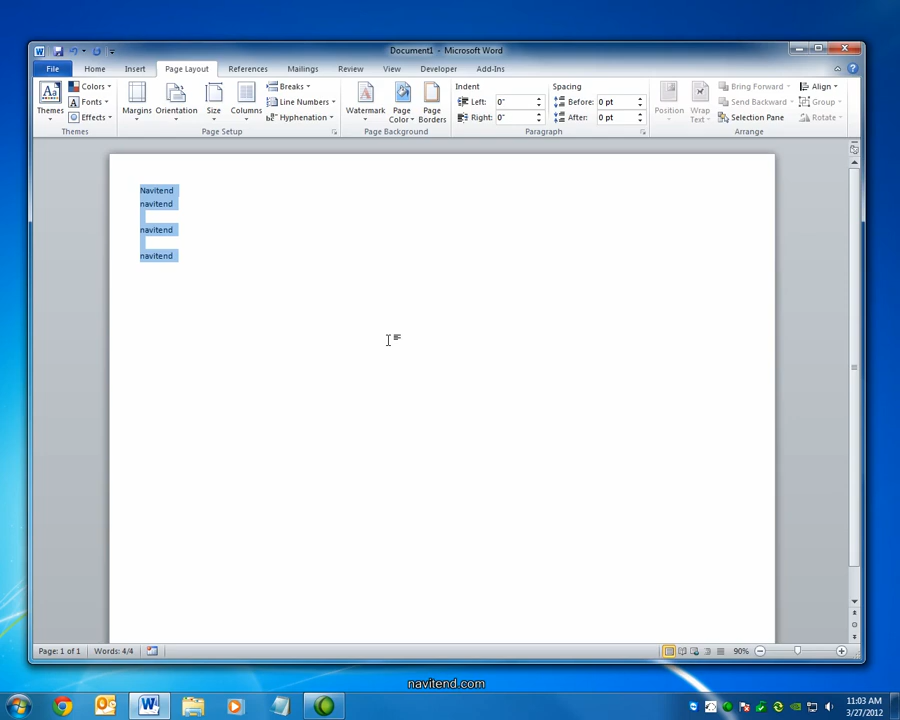 Document1 - Microsoft Word
File Home Insert Page Layout References Mailings Review View Developer Add-Ins
Themes Colors Fonts Effects Themes
Margins Orientation Size Columns Breaks Line Numbers Hyphenation Page Setup
Watermark Page Color Page Borders Page Background
Indent Left: 0" Right: 0" Spacing Before: 0 pt After: 0 pt Paragraph
Position Wrap Text Bring Forward Send Backward Selection Pane Align Group Rotate Arrange
Navitend
navitend
navitend
navitend
Page: 1 of 1 Words: 4/4 90%
navitend.com
11:03 AM
3/27/2012